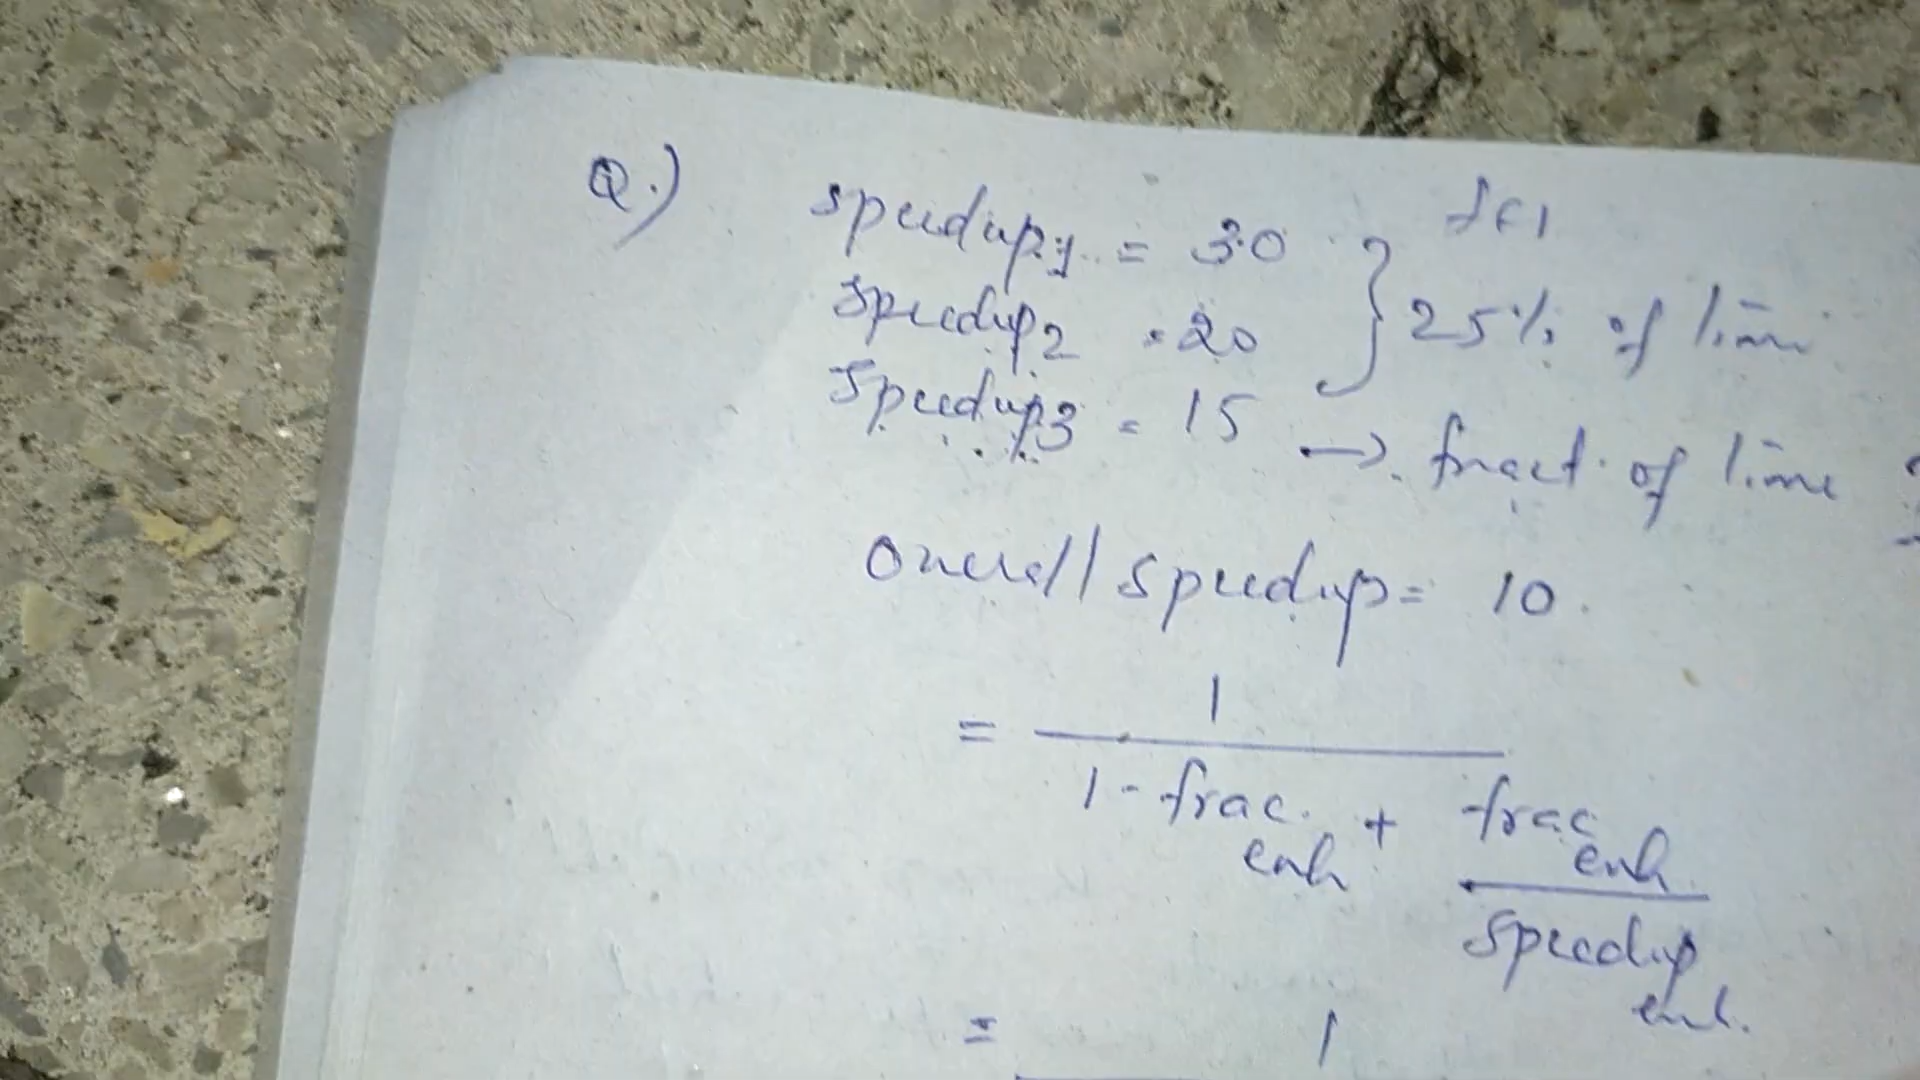 Q.) speedup1 = 30
speedup2 = 20 } 25% of time
speedup3 = 15 → fract. of time ?
Overall speedup = 10
= 1
1 - frac. enh + frac enh
speedup enh.
= 1